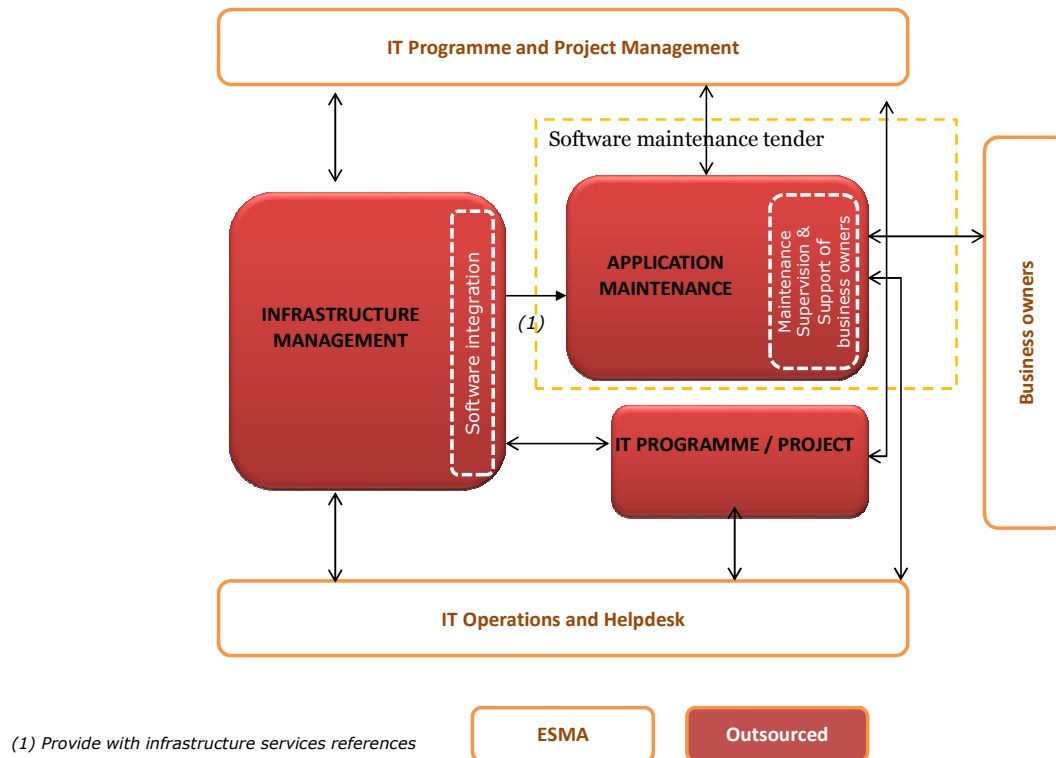 IT Programme and Project Management
Software maintenance tender
INFRASTRUCTURE
MANAGEMENT
Software integration
(1)
APPLICATION
MAINTENANCE
Maintenance
Supervision &
Support of
business owners
Business owners
IT PROGRAMME / PROJECT
IT Operations and Helpdesk
(1) Provide with infrastructure services references
ESMA
Outsourced